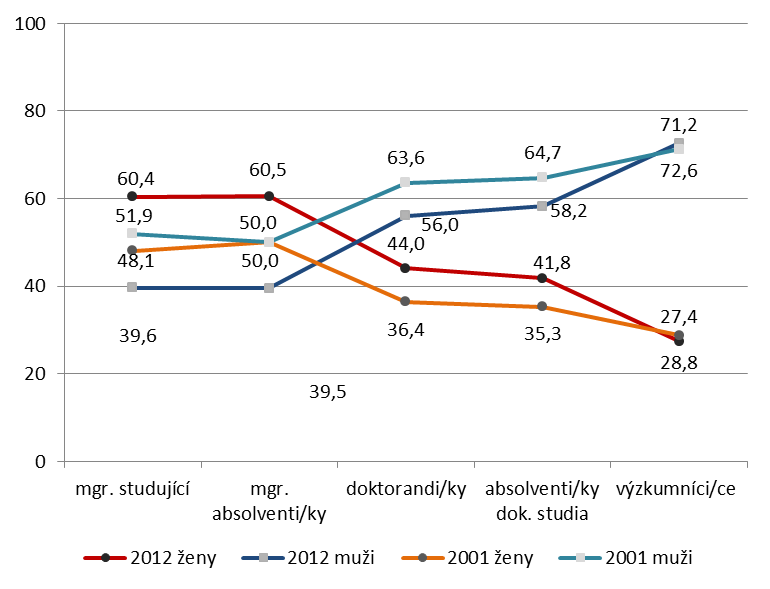 100
80
60
40
20
0
60,4
60,5
63,6
64,7
71,2
72,6
51,9
50,0
56,0
58,2
48,1
50,0
44,0
41,8
39,6
39,5
36,4
35,3
27,4
28,8
mgr. studující
mgr.
absolventi/ky
doktorandi/ky
absolventi/ky
dok. studia
výzkumníci/ce
2012 ženy
2012 muži
2001 ženy
2001 muži